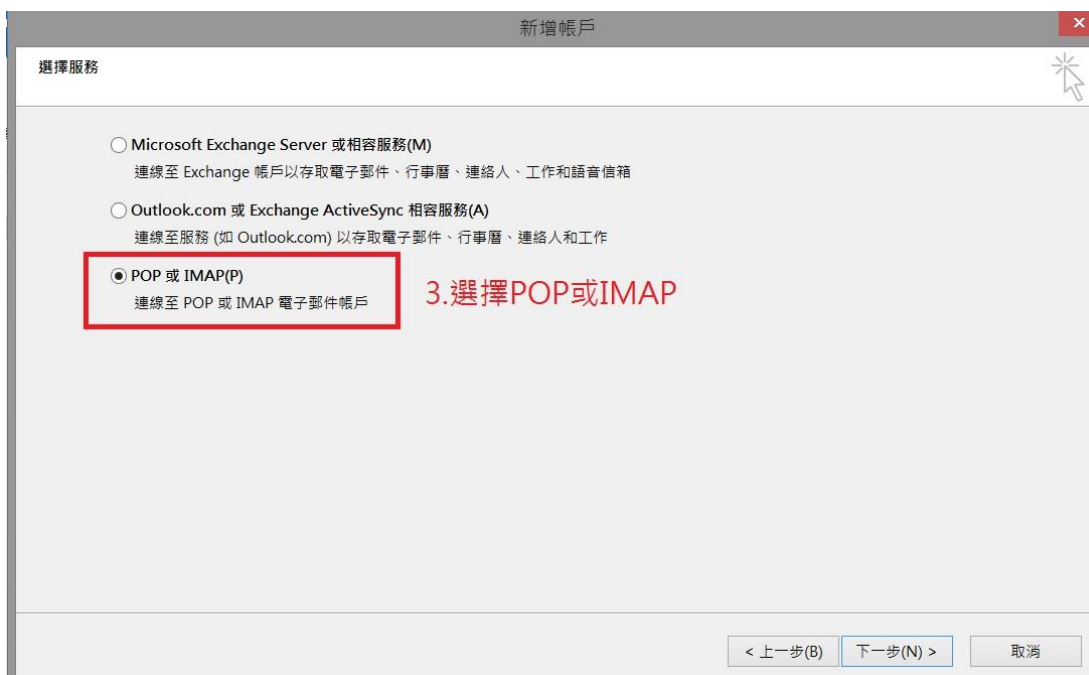 新增帳戶
選擇服務
Microsoft Exchange Server 或相容服務(M)
連線至 Exchange 帳戶以存取電子郵件、行事曆、連絡人、工作和語音信箱
Outlook.com 或 Exchange ActiveSync 相容服務(A)
連線至服務 (如 Outlook.com) 以存取電子郵件、行事曆、連絡人和工作
POP 或 IMAP(P)
連線至 POP 或 IMAP 電子郵件帳戶
3.選擇POP或IMAP
< 上一步(B) 下一步(N) > 取消